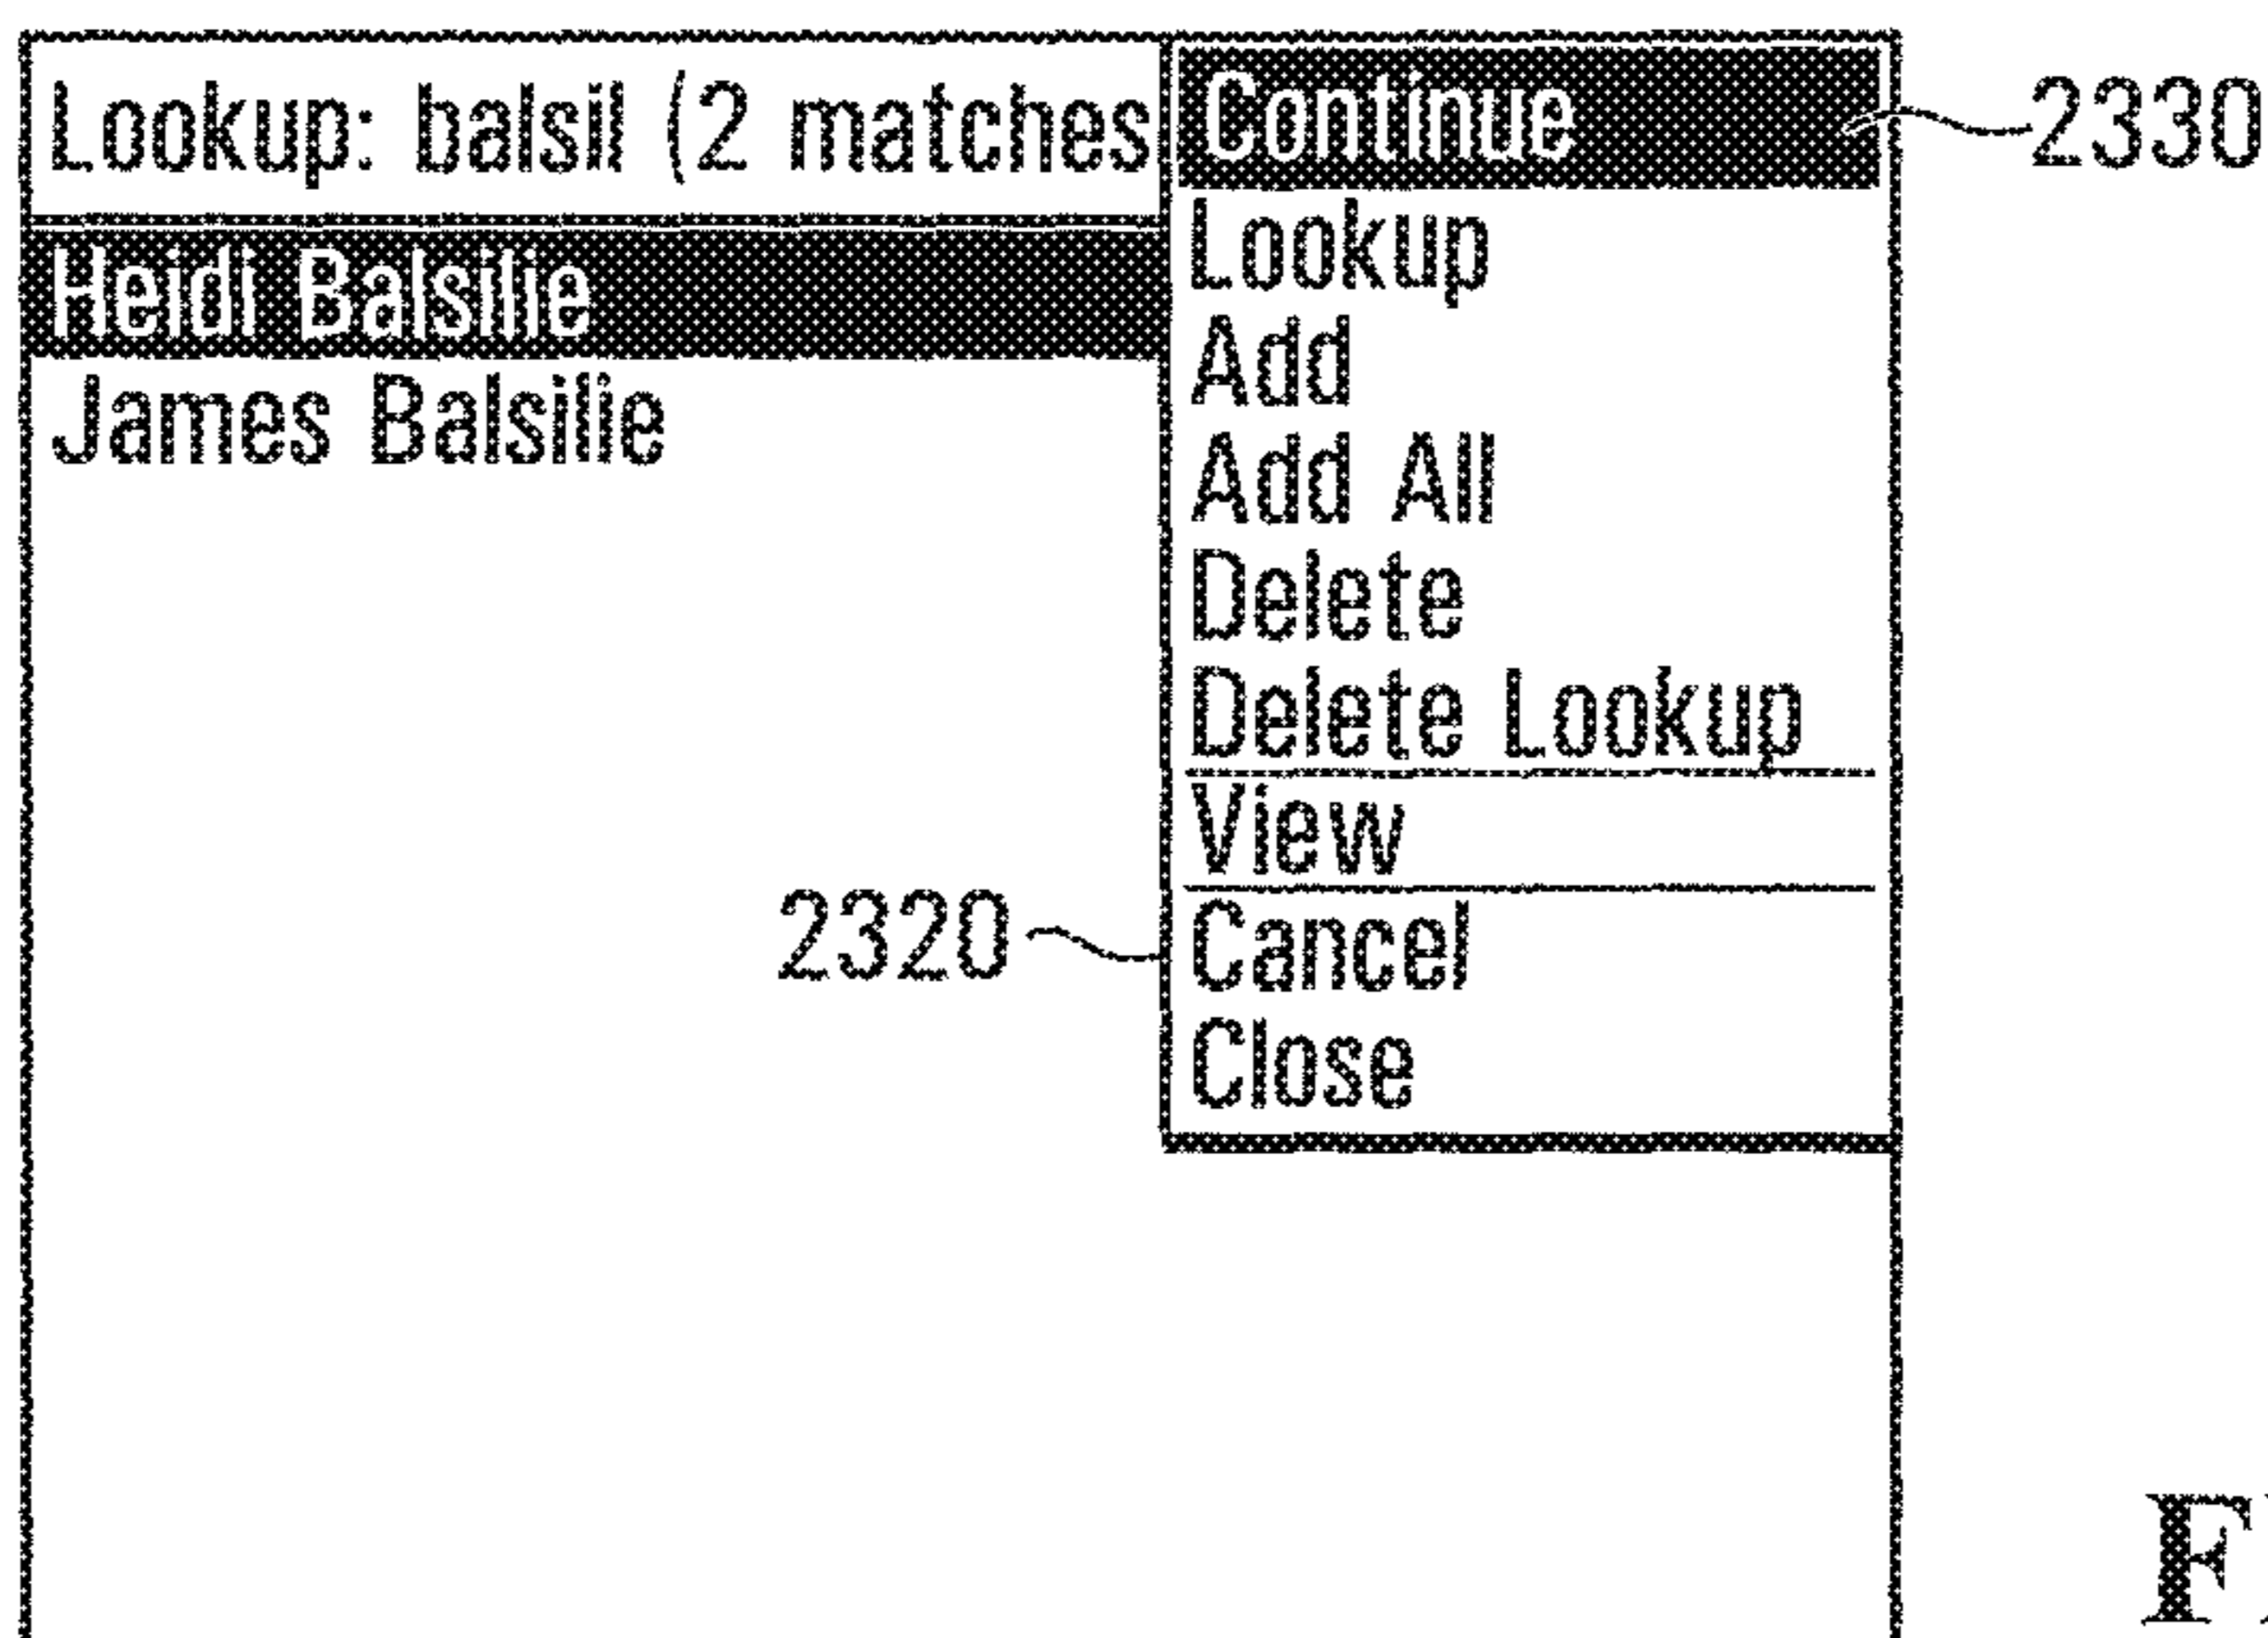 Lookup: balsil (2 matches
Heidi Balsilie
James Balsilie
Continue
Lookup
Add
Add All
Delete
Delete Lookup
View
Cancel
Close
2330
2320